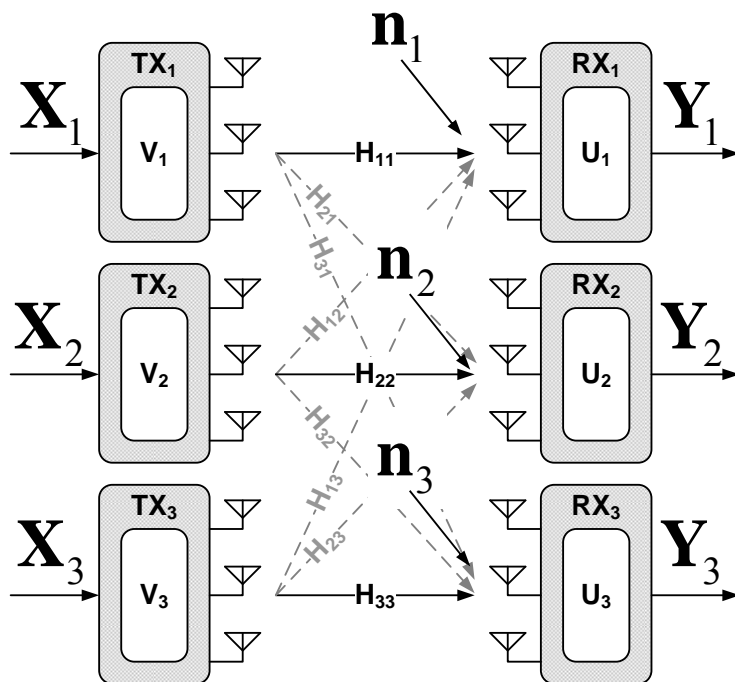 n₁
TX₁
RX₁
X₁
Y₁
V₁
H₁₁
U₁
H₂₁
H₃₁
n₂
TX₂
RX₂
H₁₂
X₂
Y₂
V₂
H₂₂
U₂
H₃₂
n₃
H₁₃
TX₃
RX₃
H₂₃
X₃
Y₃
V₃
H₃₃
U₃